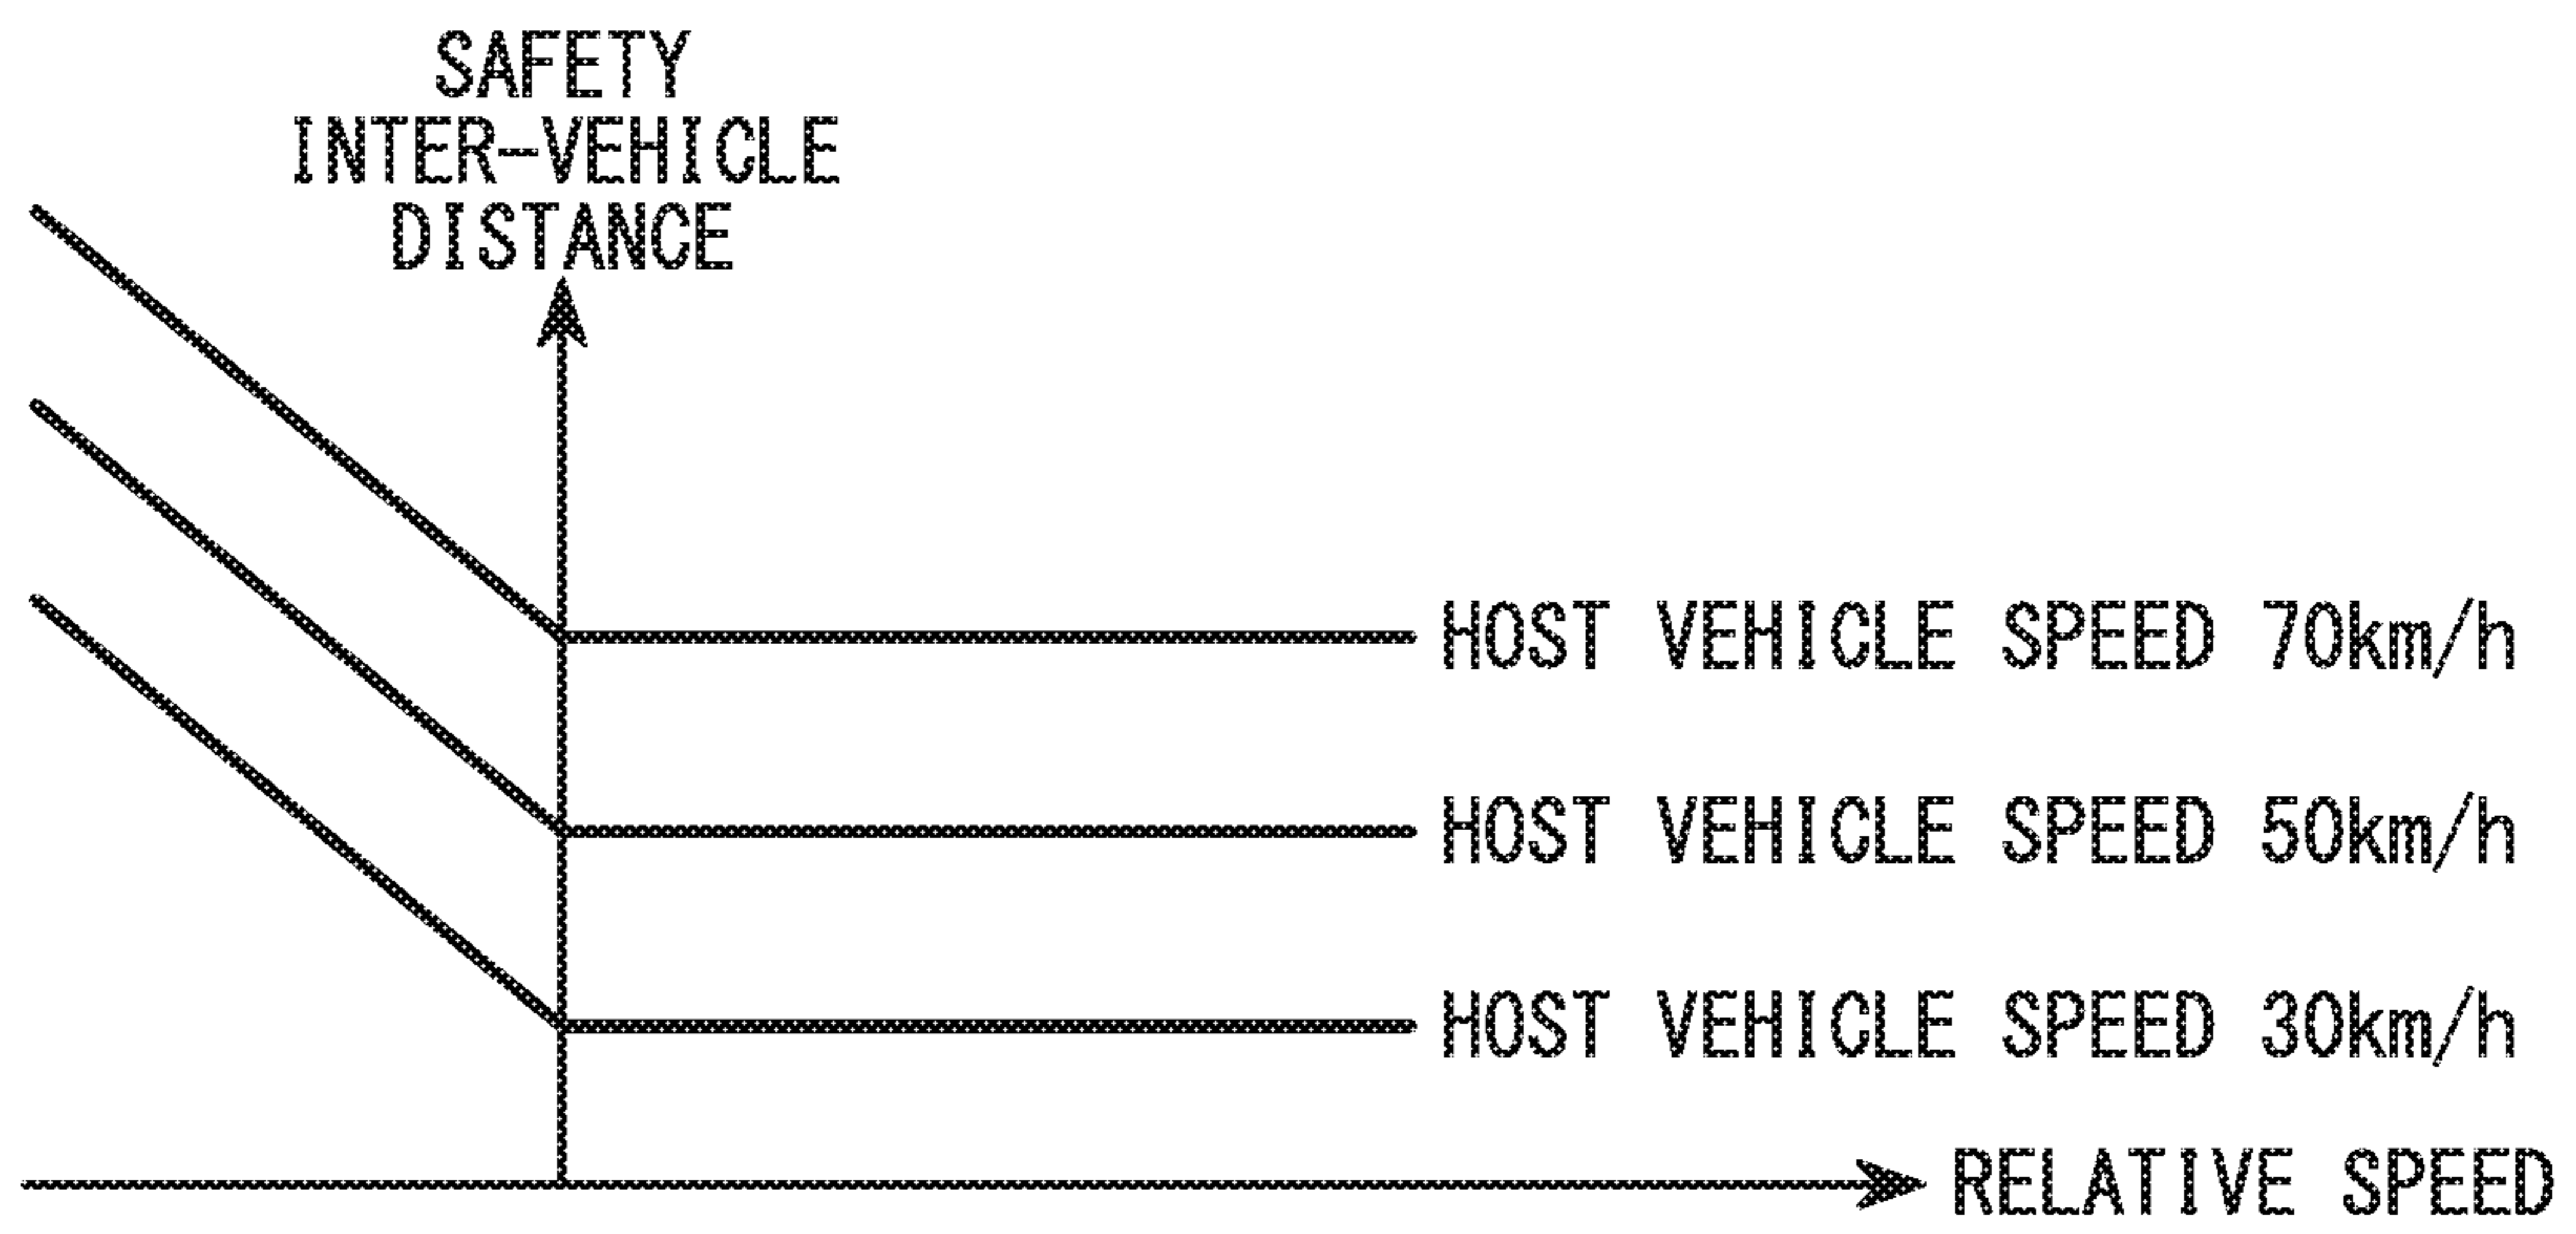 SAFETY
INTER-VEHICLE
DISTANCE
HOST VEHICLE SPEED 70km/h
HOST VEHICLE SPEED 50km/h
HOST VEHICLE SPEED 30km/h
RELATIVE SPEED